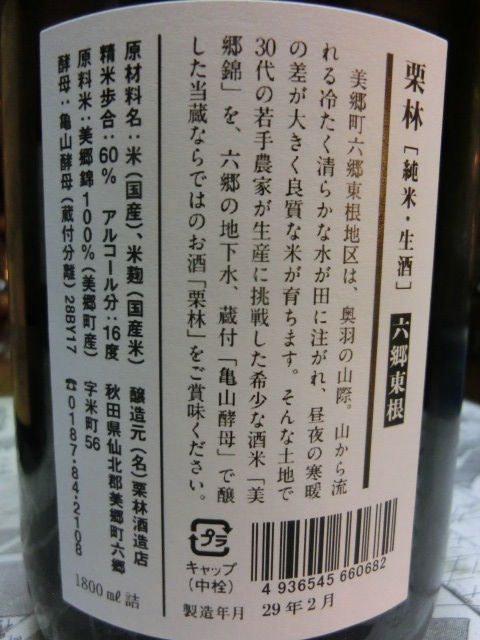 栗林［純米・生酒］ 六郷東根
美郷町六郷東根地区は、奥羽の山際。山から流
れる冷たく清らかな水が田に注がれ、昼夜の寒暖
の差が大きく良質な米が育ちます。そんな土地で
30代の若手農家が生産に挑戦した希少な酒米「美
郷錦」を、六郷の地下水、蔵付「亀山酵母」で醸
した当蔵ならではのお酒「栗林」をご賞味ください。
原材料名：米（国産）、米麹（国産米）
精米歩合：60% アルコール分：16度
原料米：美郷錦100%（美郷町産）
酵母：亀山酵母（蔵付分離）28BY17
醸造元（名）栗林酒造店
秋田県仙北郡美郷町六郷
字米町56
☎0187-84-2108
1800㎖詰
プラ
キャップ
（中栓）
4 936545 660682
製造年月 29年2月